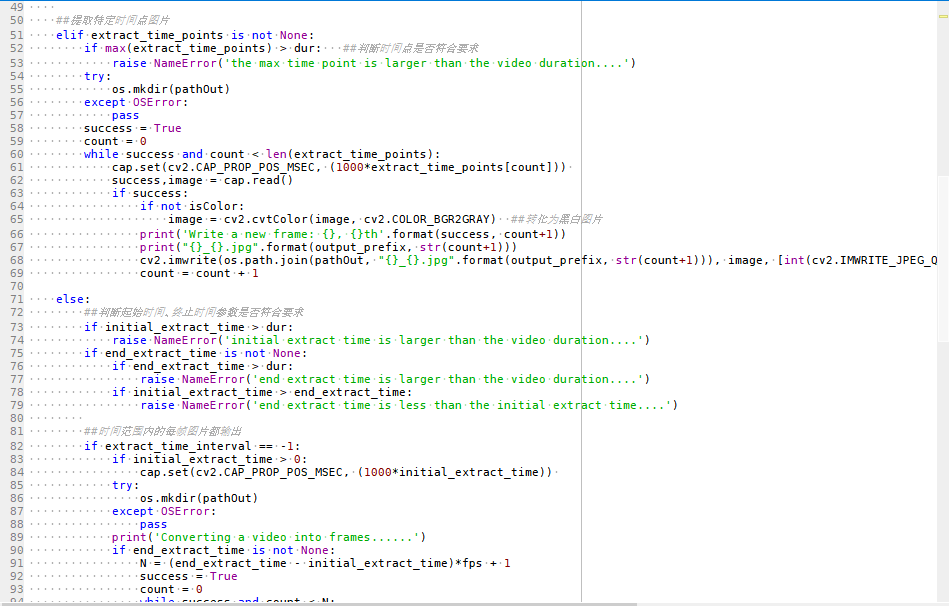 49
50 ##提取特定时间点图片
51 elif extract_time_points is not None:
52 if max(extract_time_points) > dur: ##判断时间点是否符合要求
53 raise NameError('the max time point is larger than the video duration....')
54 try:
55 os.mkdir(pathOut)
56 except OSError:
57 pass
58 success = True
59 count = 0
60 while success and count < len(extract_time_points):
61 cap.set(cv2.CAP_PROP_POS_MSEC, (1000*extract_time_points[count]))
62 success,image = cap.read()
63 if success:
64 if not isColor:
65 image = cv2.cvtColor(image, cv2.COLOR_BGR2GRAY) ##转化为黑白图片
66 print('Write a new frame: {}, {}th'.format(success, count+1))
67 print("{}_{}.jpg".format(output_prefix, str(count+1)))
68 cv2.imwrite(os.path.join(pathOut, "{}_{}.jpg".format(output_prefix, str(count+1))), image, [int(cv2.IMWRITE_JPEG_Q
69 count = count + 1
70
71 else:
72 ##判断起始时间、终止时间参数是否符合要求
73 if initial_extract_time > dur:
74 raise NameError('initial extract time is larger than the video duration....')
75 if end_extract_time is not None:
76 if end_extract_time > dur:
77 raise NameError('end extract time is larger than the video duration....')
78 if initial_extract_time > end_extract_time:
79 raise NameError('end extract time is less than the initial extract time....')
80
81 ##时间范围内的每帧图片都输出
82 if extract_time_interval == -1:
83 if initial_extract_time > 0:
84 cap.set(cv2.CAP_PROP_POS_MSEC, (1000*initial_extract_time))
85 try:
86 os.mkdir(pathOut)
87 except OSError:
88 pass
89 print('Converting a video into frames......')
90 if end_extract_time is not None:
91 N = (end_extract_time - initial_extract_time)*fps + 1
92 success = True
93 count = 0
94 while success and count < N: